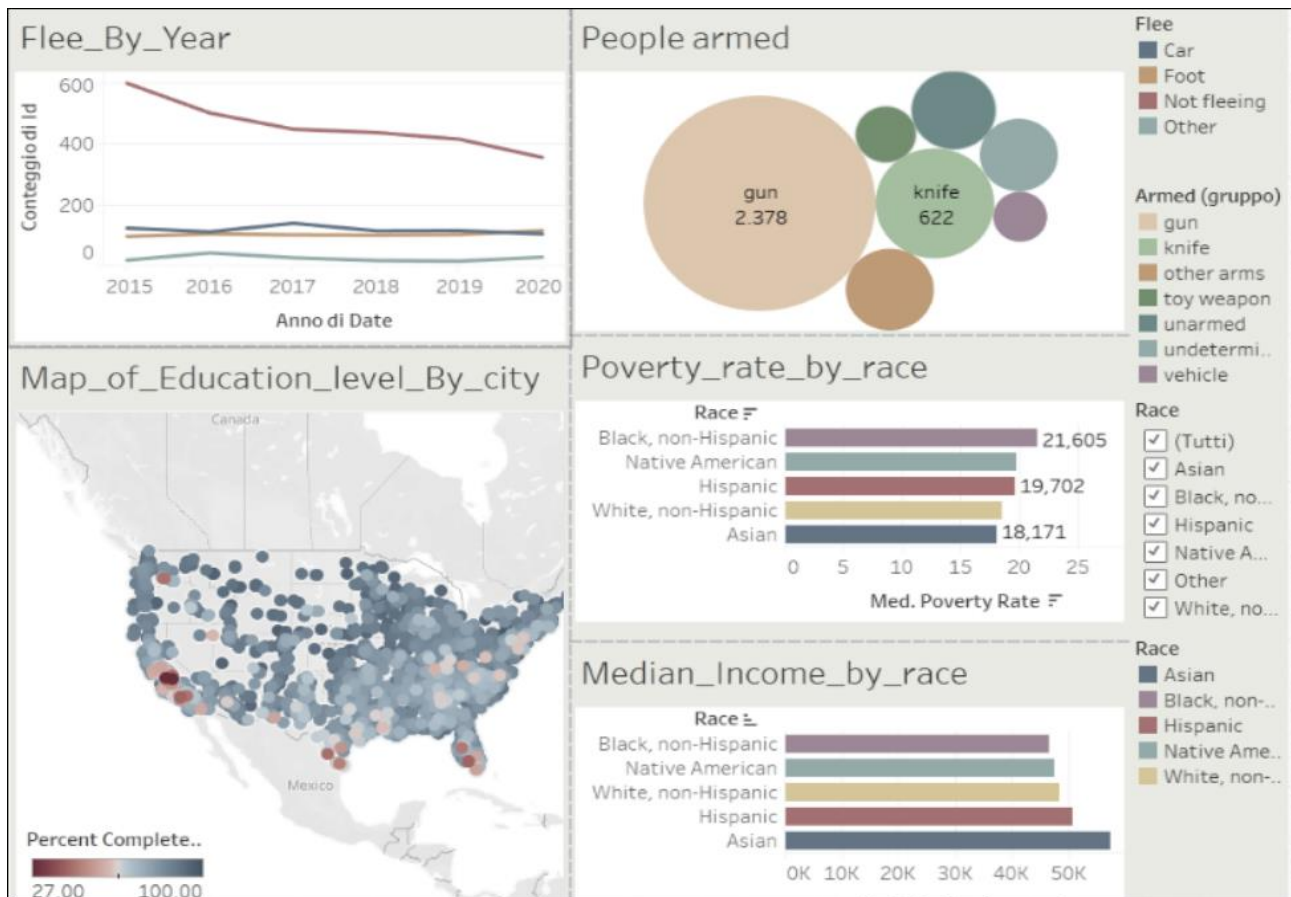 Flee_By_Year
Conteggio di Id
600
400
200
0
2015 2016 2017 2018 2019 2020
Anno di Date
People armed
gun
2.378
knife
622
Flee
Car
Foot
Not fleeing
Other
Armed (gruppo)
gun
knife
other arms
toy weapon
unarmed
undetermi..
vehicle
Map_of_Education_level_By_city
Canada
Mexico
Percent Complete..
27.00 100.00
Poverty_rate_by_race
Race
Black, non-Hispanic 21,605
Native American
Hispanic 19,702
White, non-Hispanic
Asian 18,171
0 5 10 15 20 25
Med. Poverty Rate
Race
(Tutti)
Asian
Black, no...
Hispanic
Native A...
Other
White, no...
Median_Income_by_race
Race
Black, non-Hispanic
Native American
White, non-Hispanic
Hispanic
Asian
0K 10K 20K 30K 40K 50K
Race
Asian
Black, non-..
Hispanic
Native Ame..
White, non-..